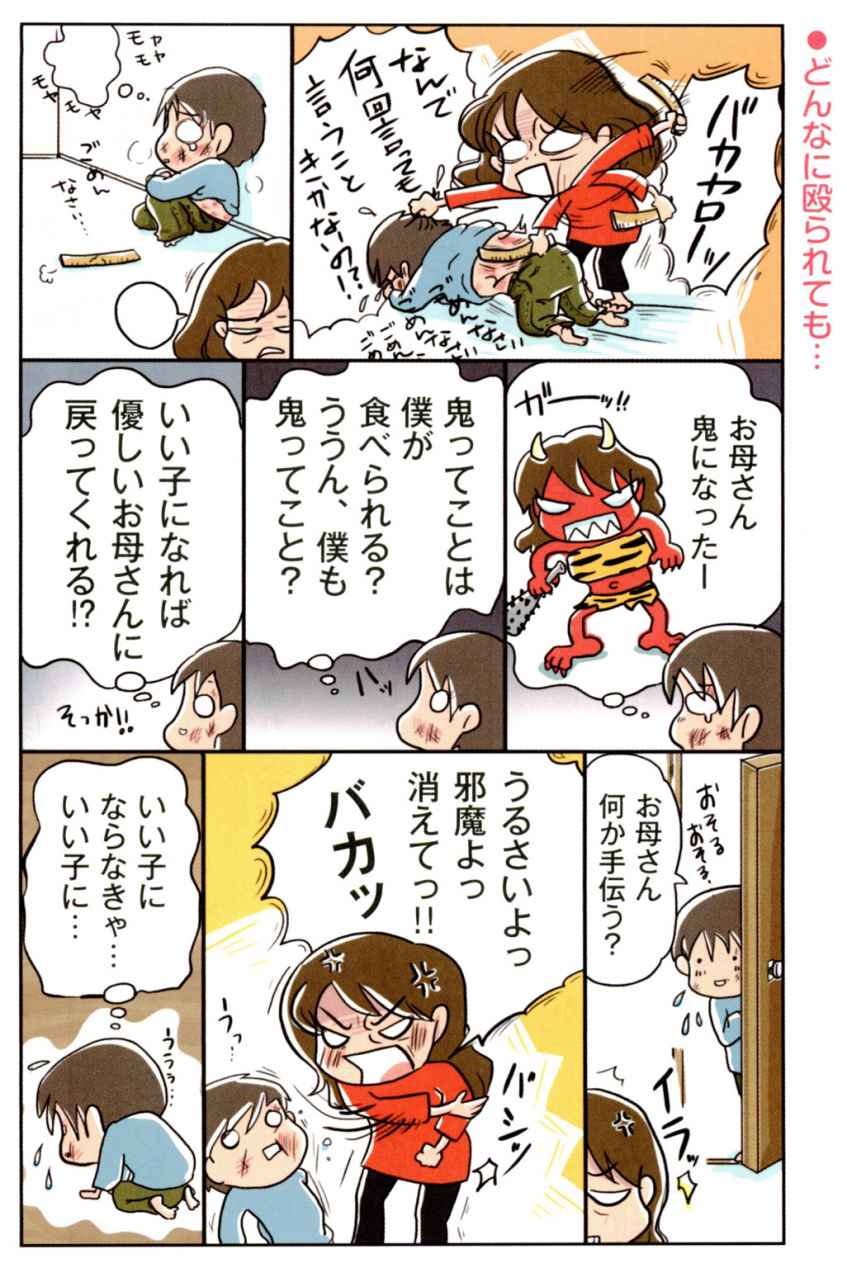 ●どんなに殴られても…
バカヤローッ
なんで
何回言っても
言うこと
きかないの!?
ごめんなさい
ごめんなさい
ごめん…
モヤ
モヤ
モヤ
モヤ
モヤ
ごめん
なさい…
お母さん
鬼になったー
ガーッ!!
鬼ってことは
僕が
食べられる?
ううん、僕も
鬼ってこと?
ハッ
いい子になれば
優しいお母さんに
戻ってくれる!?
そっか!!
おそる
おそる。
お母さん
何か手伝う?
イラッ
うるさいよっ
邪魔よっ
消えてっ!!
バカッ
バシッ
うっ…
いい子に
ならなきゃ…
いい子に…
ううう…